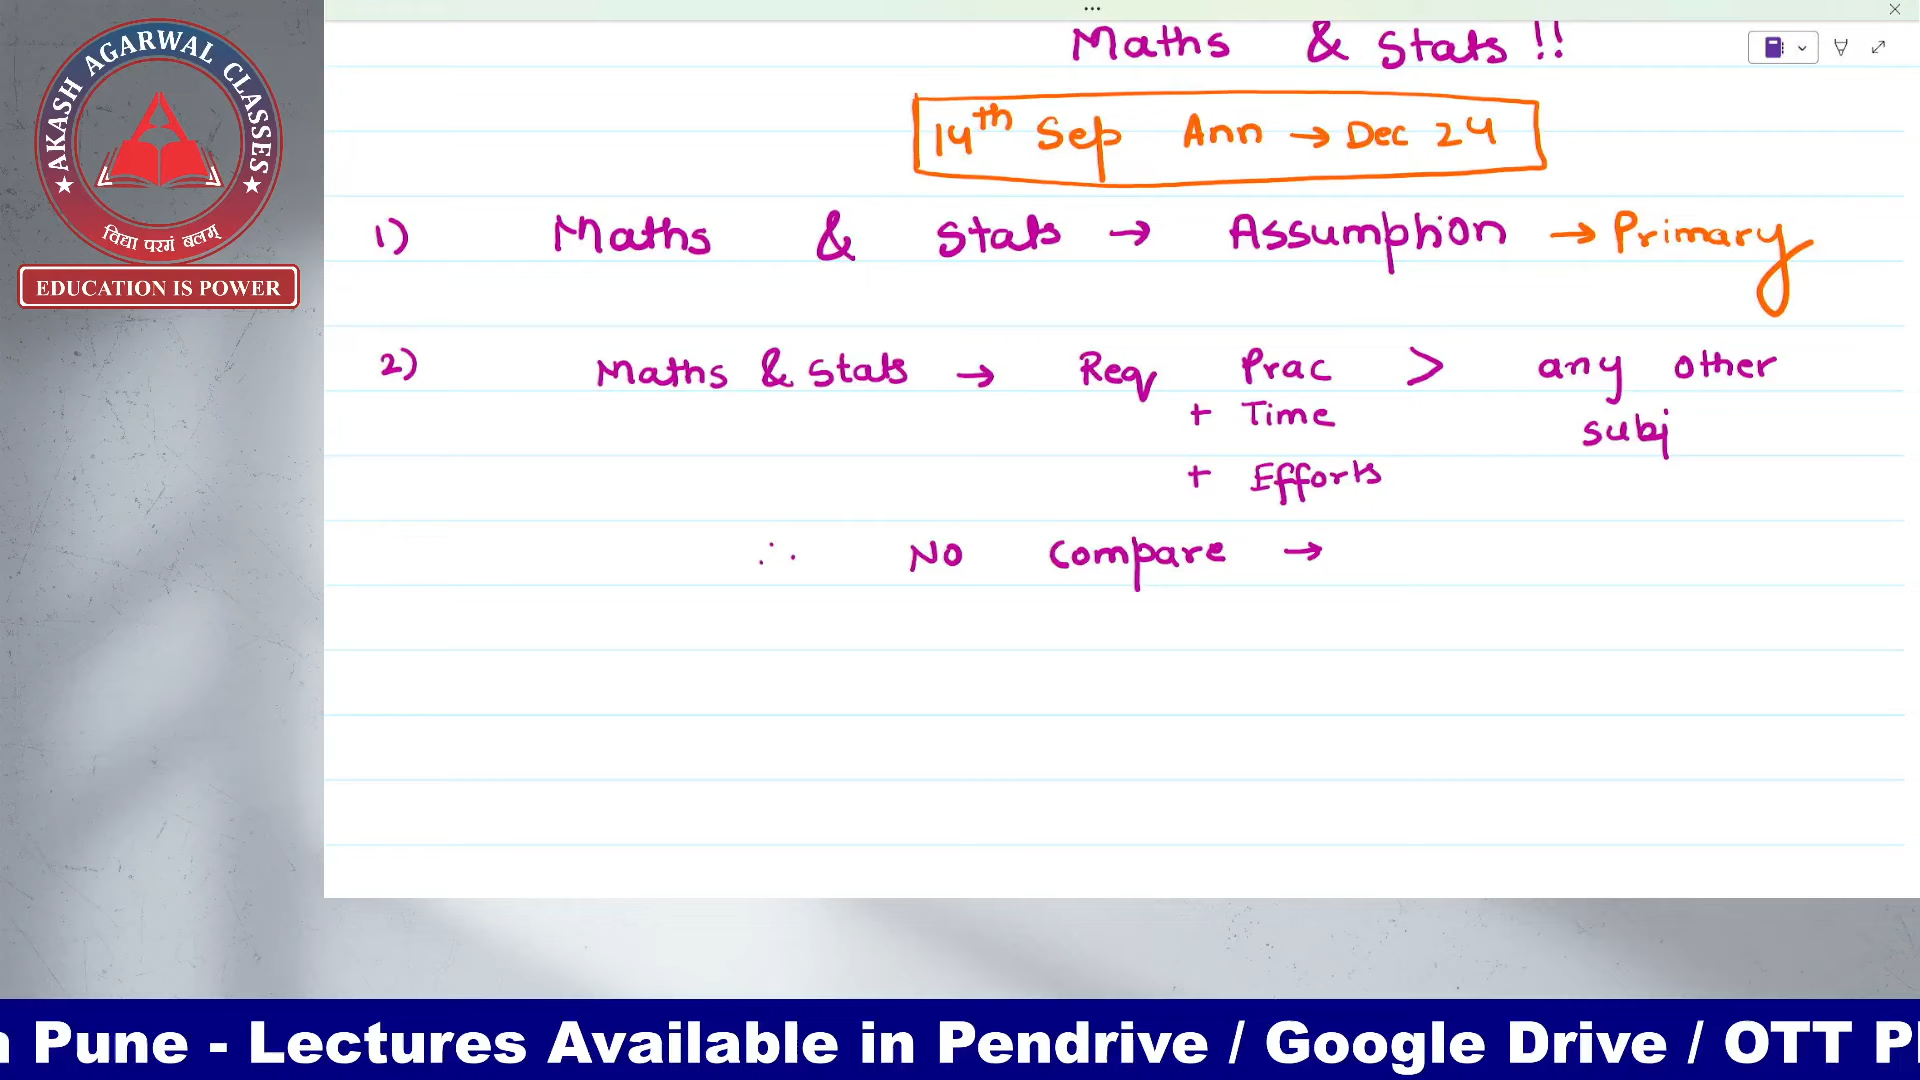 AKASH AGARWAL CLASSES
विद्या परमं बलम्
EDUCATION IS POWER
Maths & Stats !!
14th Sep Ann → Dec 24
1) Maths & Stats → Assumption → Primary
2) Maths & Stats → Req Prac > any other
+ Time subj
+ Efforts
∴ No Compare →
n Pune - Lectures Available in Pendrive / Google Drive / OTT Pl